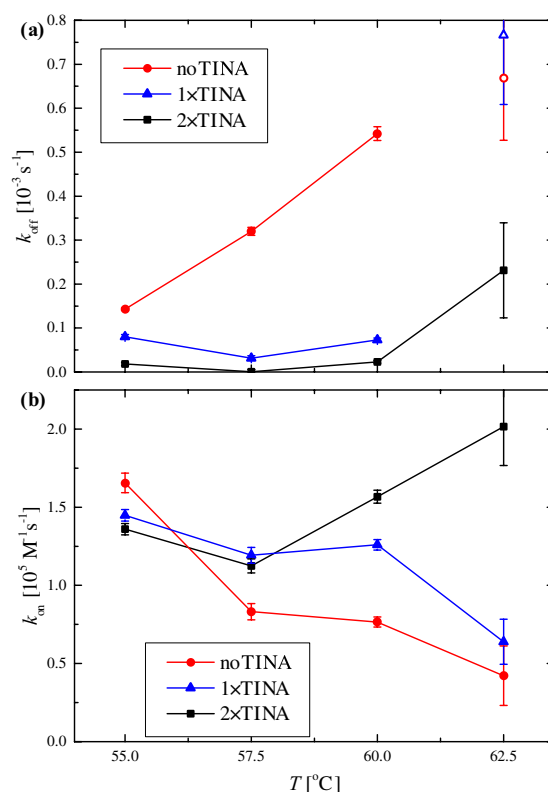 (a)
0.8
0.7
0.6
0.5
0.4
0.3
0.2
0.1
0.0
k_off [10^-3 s^-1]
noTINA
1×TINA
2×TINA
(b)
2.0
1.5
1.0
0.5
0.0
k_on [10^5 M^-1 s^-1]
noTINA
1×TINA
2×TINA
55.0 57.5 60.0 62.5
T [°C]